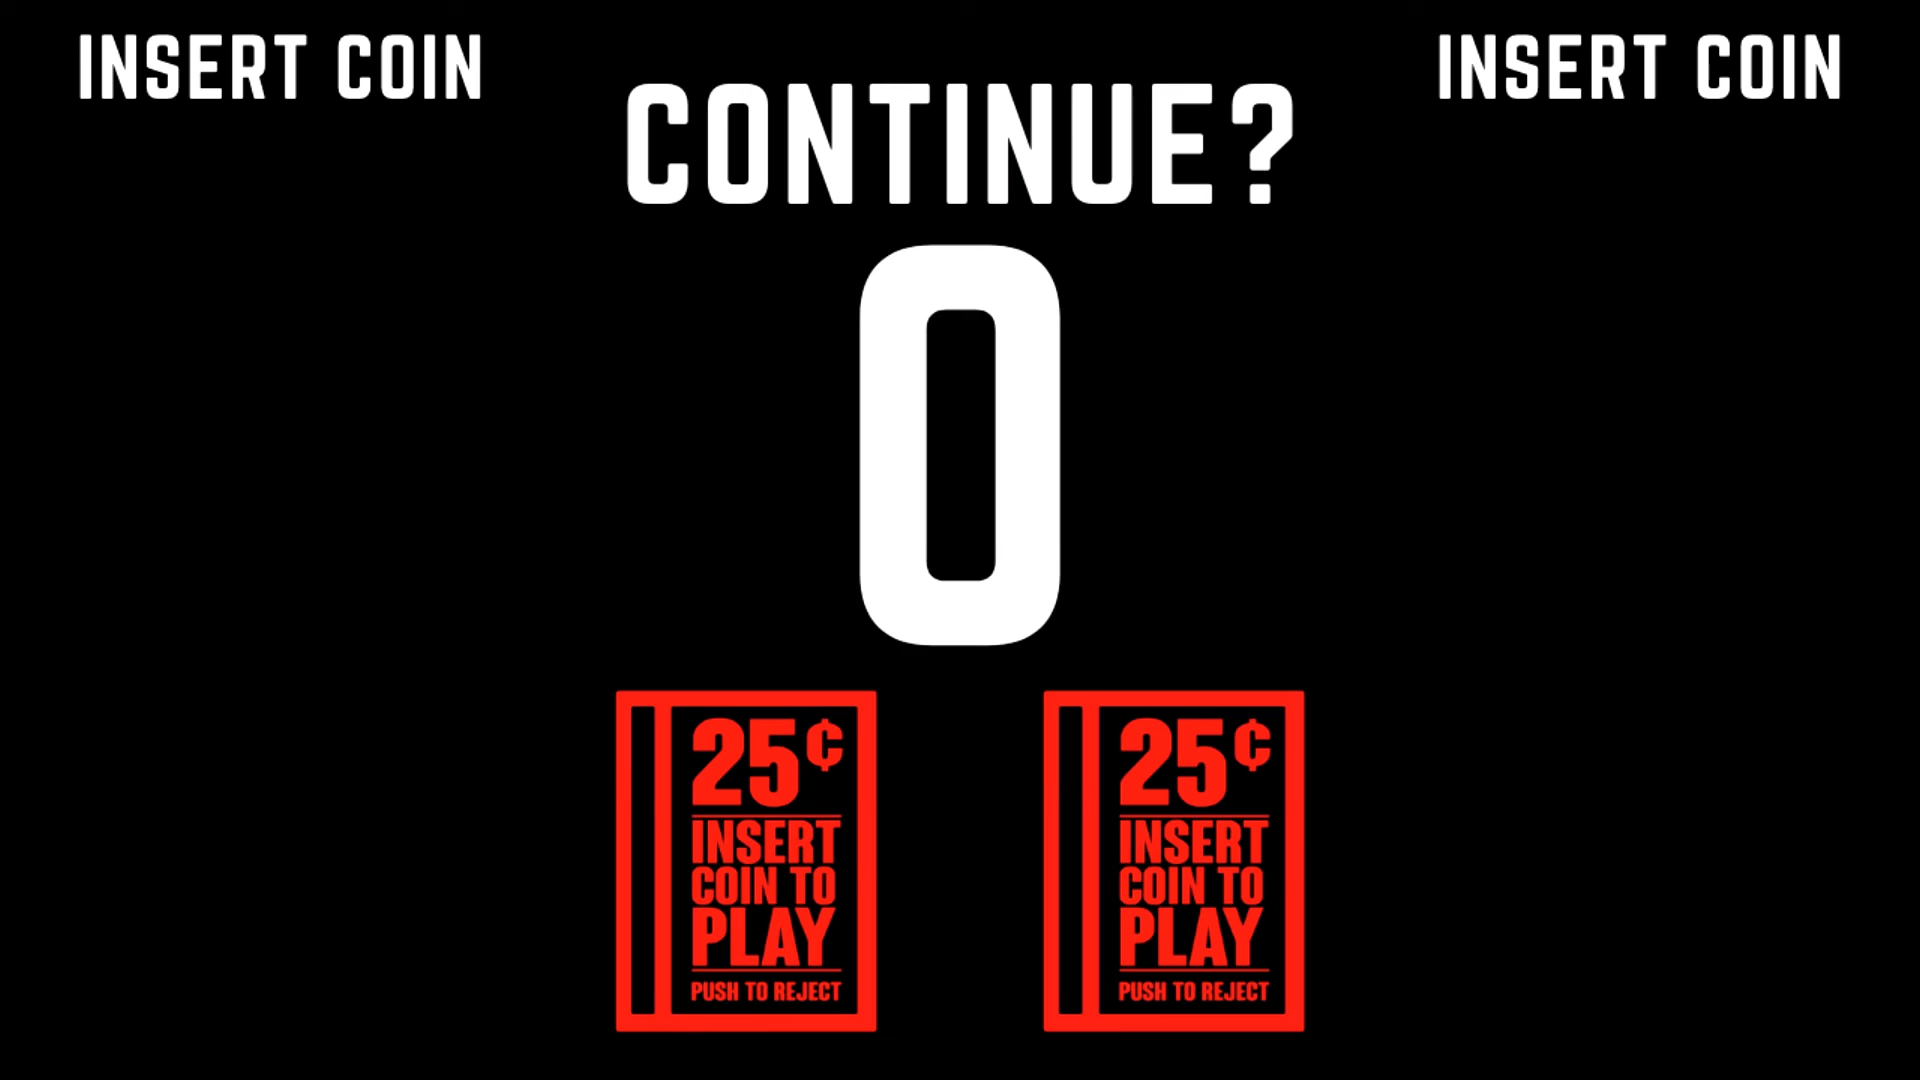 INSERT COIN
INSERT COIN
CONTINUE?
0
25¢
INSERT
COIN TO
PLAY
PUSH TO REJECT
25¢
INSERT
COIN TO
PLAY
PUSH TO REJECT